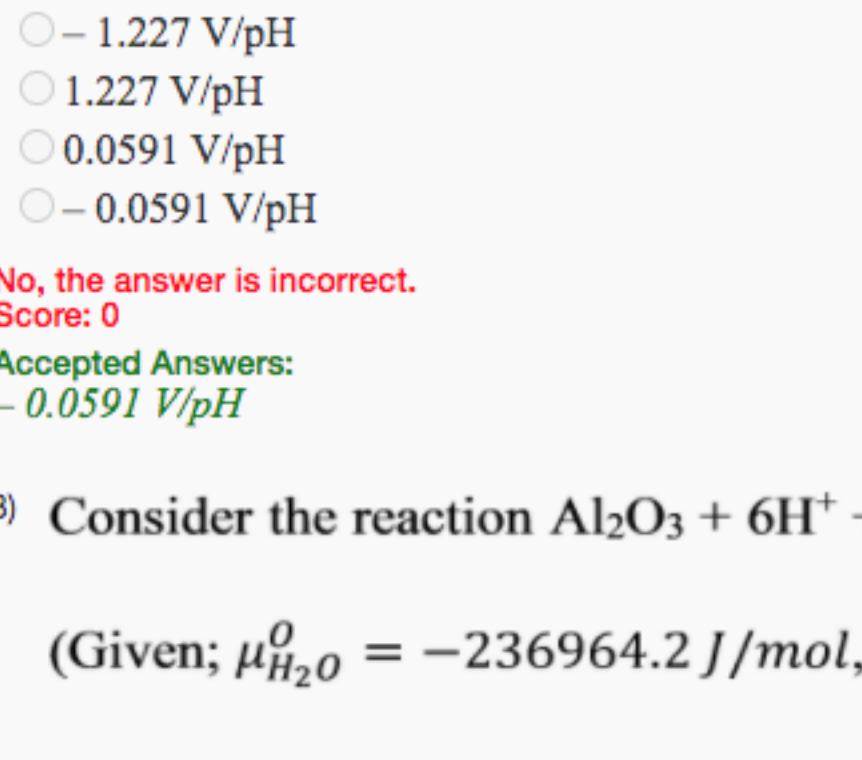 – 1.227 V/pH
1.227 V/pH
0.0591 V/pH
– 0.0591 V/pH
No, the answer is incorrect.
Score: 0
Accepted Answers:
– 0.0591 V/pH
3) Consider the reaction Al₂O₃ + 6H⁺ -
(Given; μ⁰H₂O = −236964.2 J/mol,